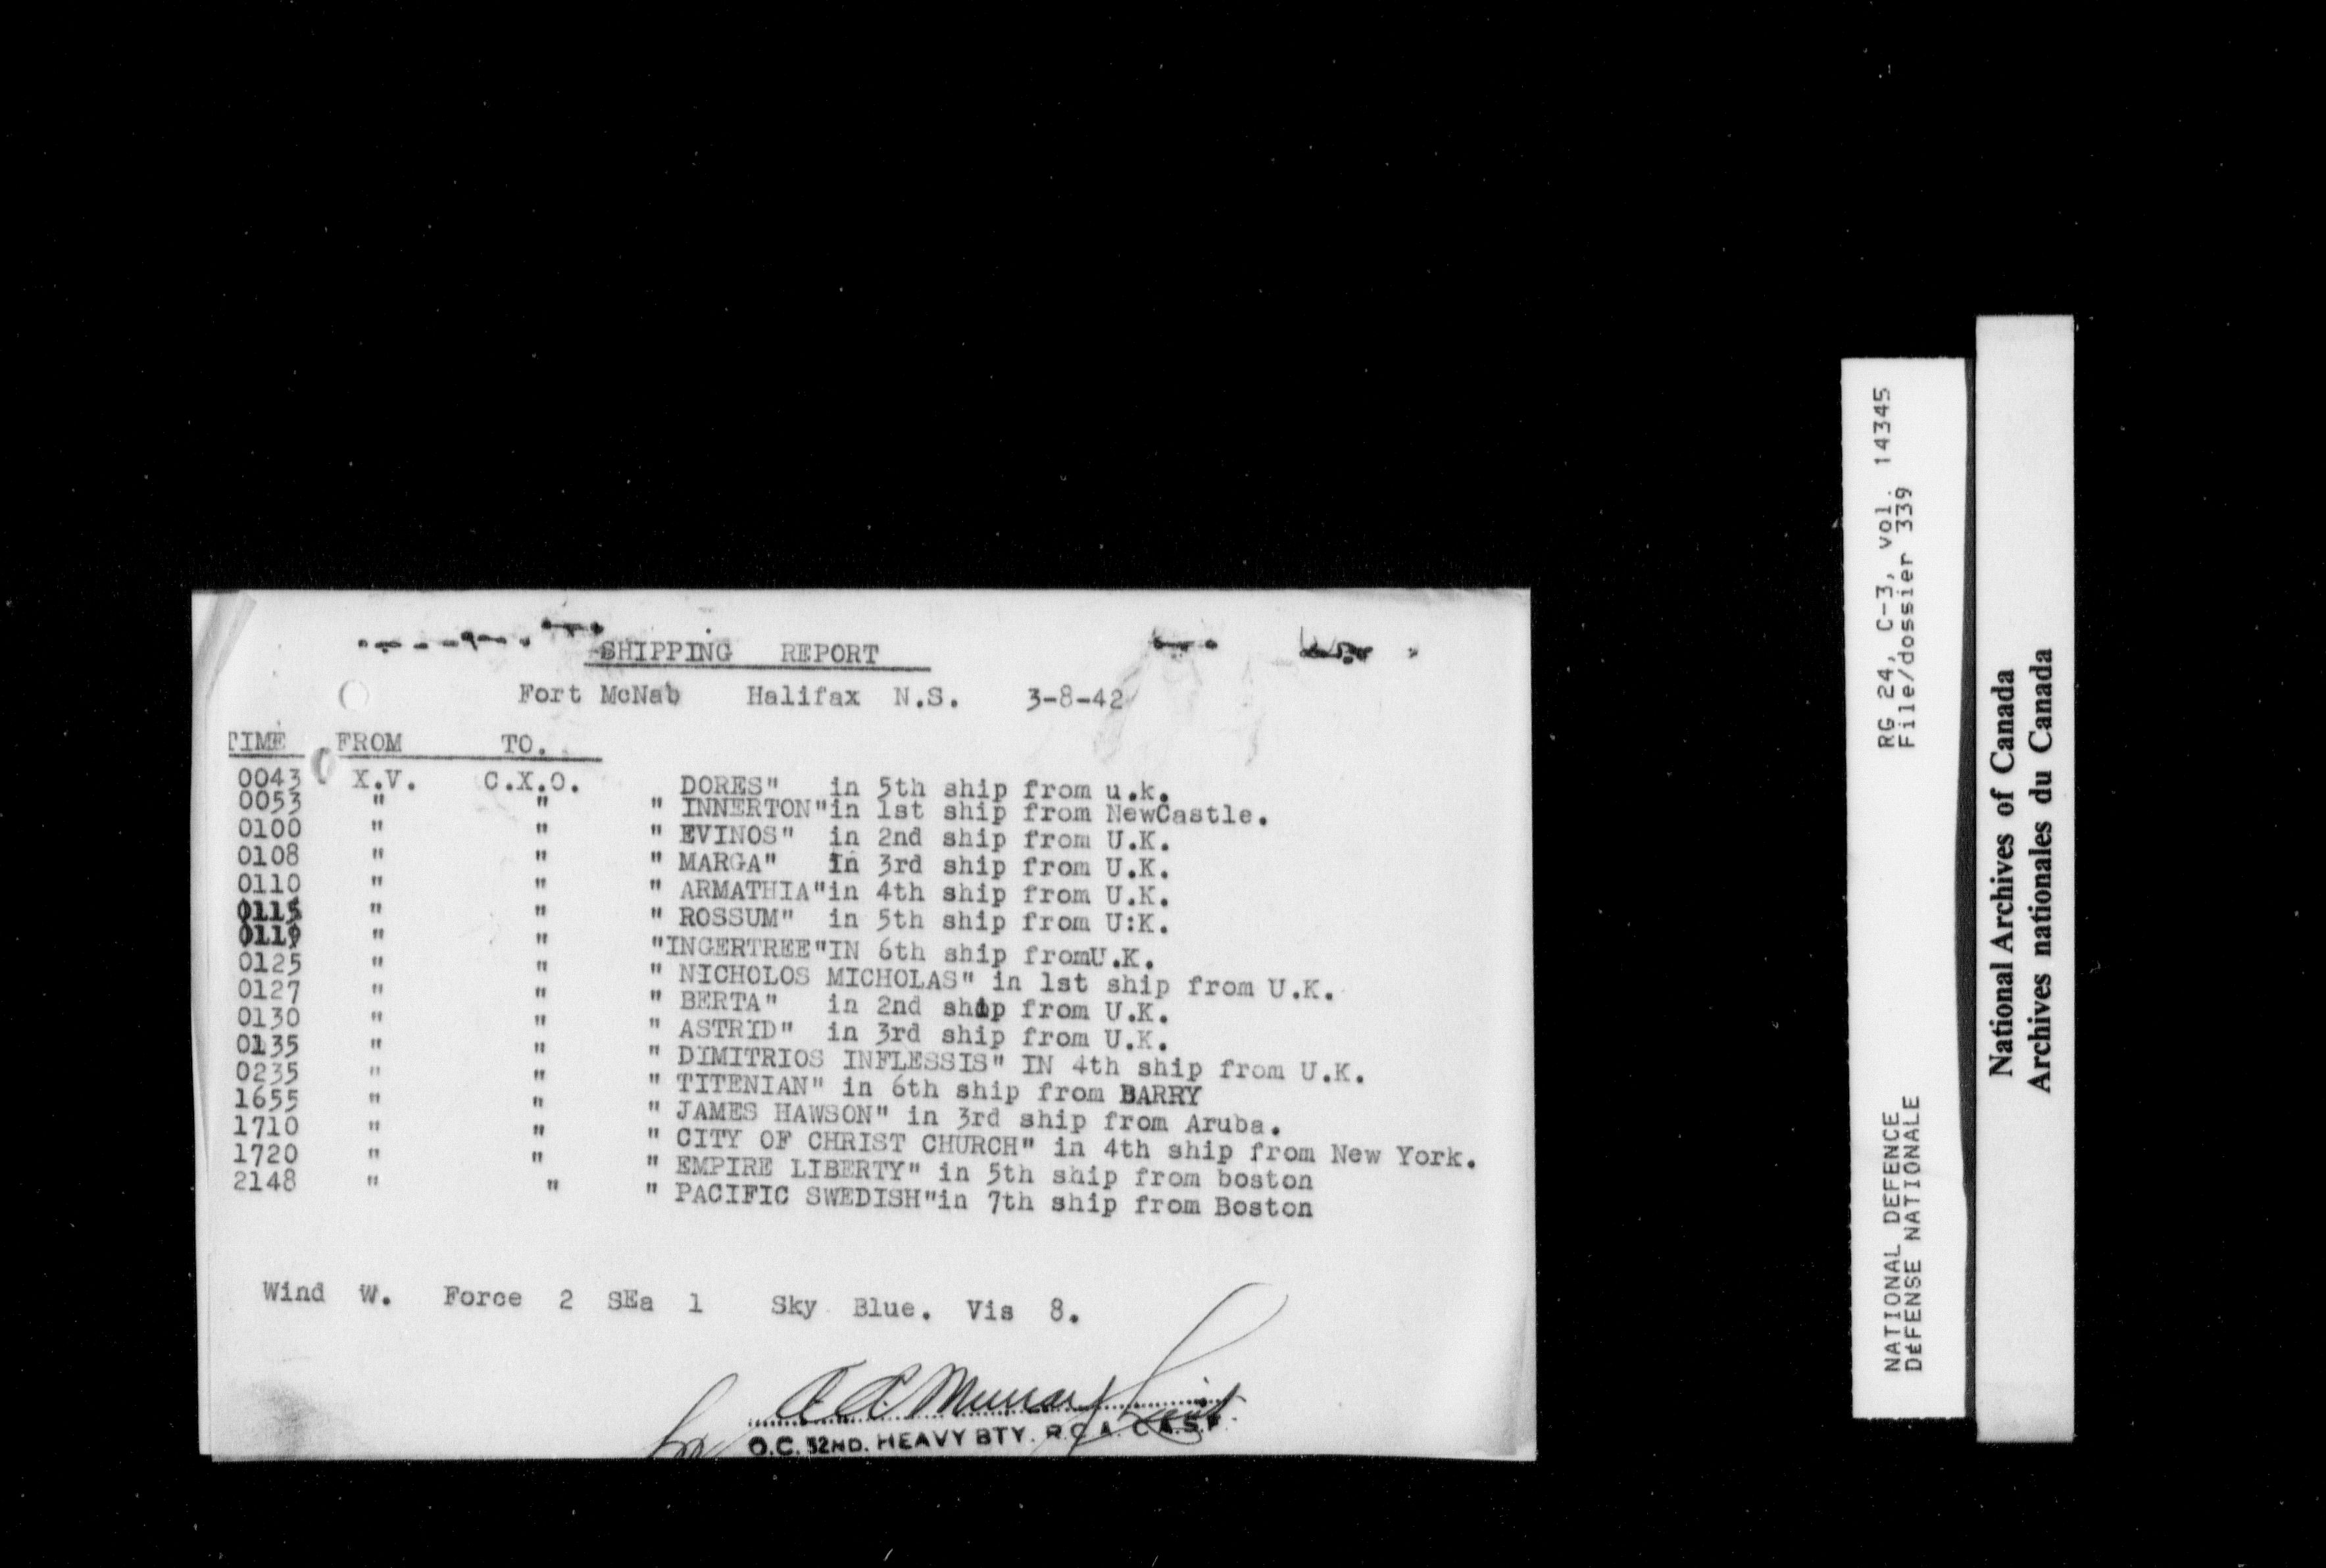 SHIPPING REPORT
Fort McNab Halifax N.S. 3-8-42
TIME FROM TO.
0043 X.V. C.X.O. DORES" in 5th ship from u.k.
0053 " " " INNERTON"in 1st ship from NewCastle.
0100 " " " EVINOS" in 2nd ship from U.K.
0108 " " " MARGA" in 3rd ship from U.K.
0110 " " " ARMATHIA"in 4th ship from U.K.
0115 " " " ROSSUM" in 5th ship from U:K.
0119 " " "INGERTREE"IN 6th ship fromU.K.
0125 " " " NICHOLOS MICHOLAS" in 1st ship from U.K.
0127 " " " BERTA" in 2nd ship from U.K.
0130 " " " ASTRID" in 3rd ship from U.K.
0135 " " " DIMITRIOS INFLESSIS" IN 4th ship from U.K.
0235 " " " TITENIAN" in 6th ship from BARRY
1655 " " " JAMES HAWSON" in 3rd ship from Aruba.
1710 " " " CITY OF CHRIST CHURCH" in 4th ship from New York.
1720 " " " EMPIRE LIBERTY" in 5th ship from boston
2148 " " " PACIFIC SWEDISH"in 7th ship from Boston
Wind W. Force 2 SEa 1 Sky Blue. Vis 8.
for A A Murray Lieut
O.C. 52ND. HEAVY BTY. R.C.A. C.A.S.F.
RG 24, C-3, vol. 14345
File/dossier 339
NATIONAL DEFENCE
DÉFENSE NATIONALE
National Archives of Canada
Archives nationales du Canada